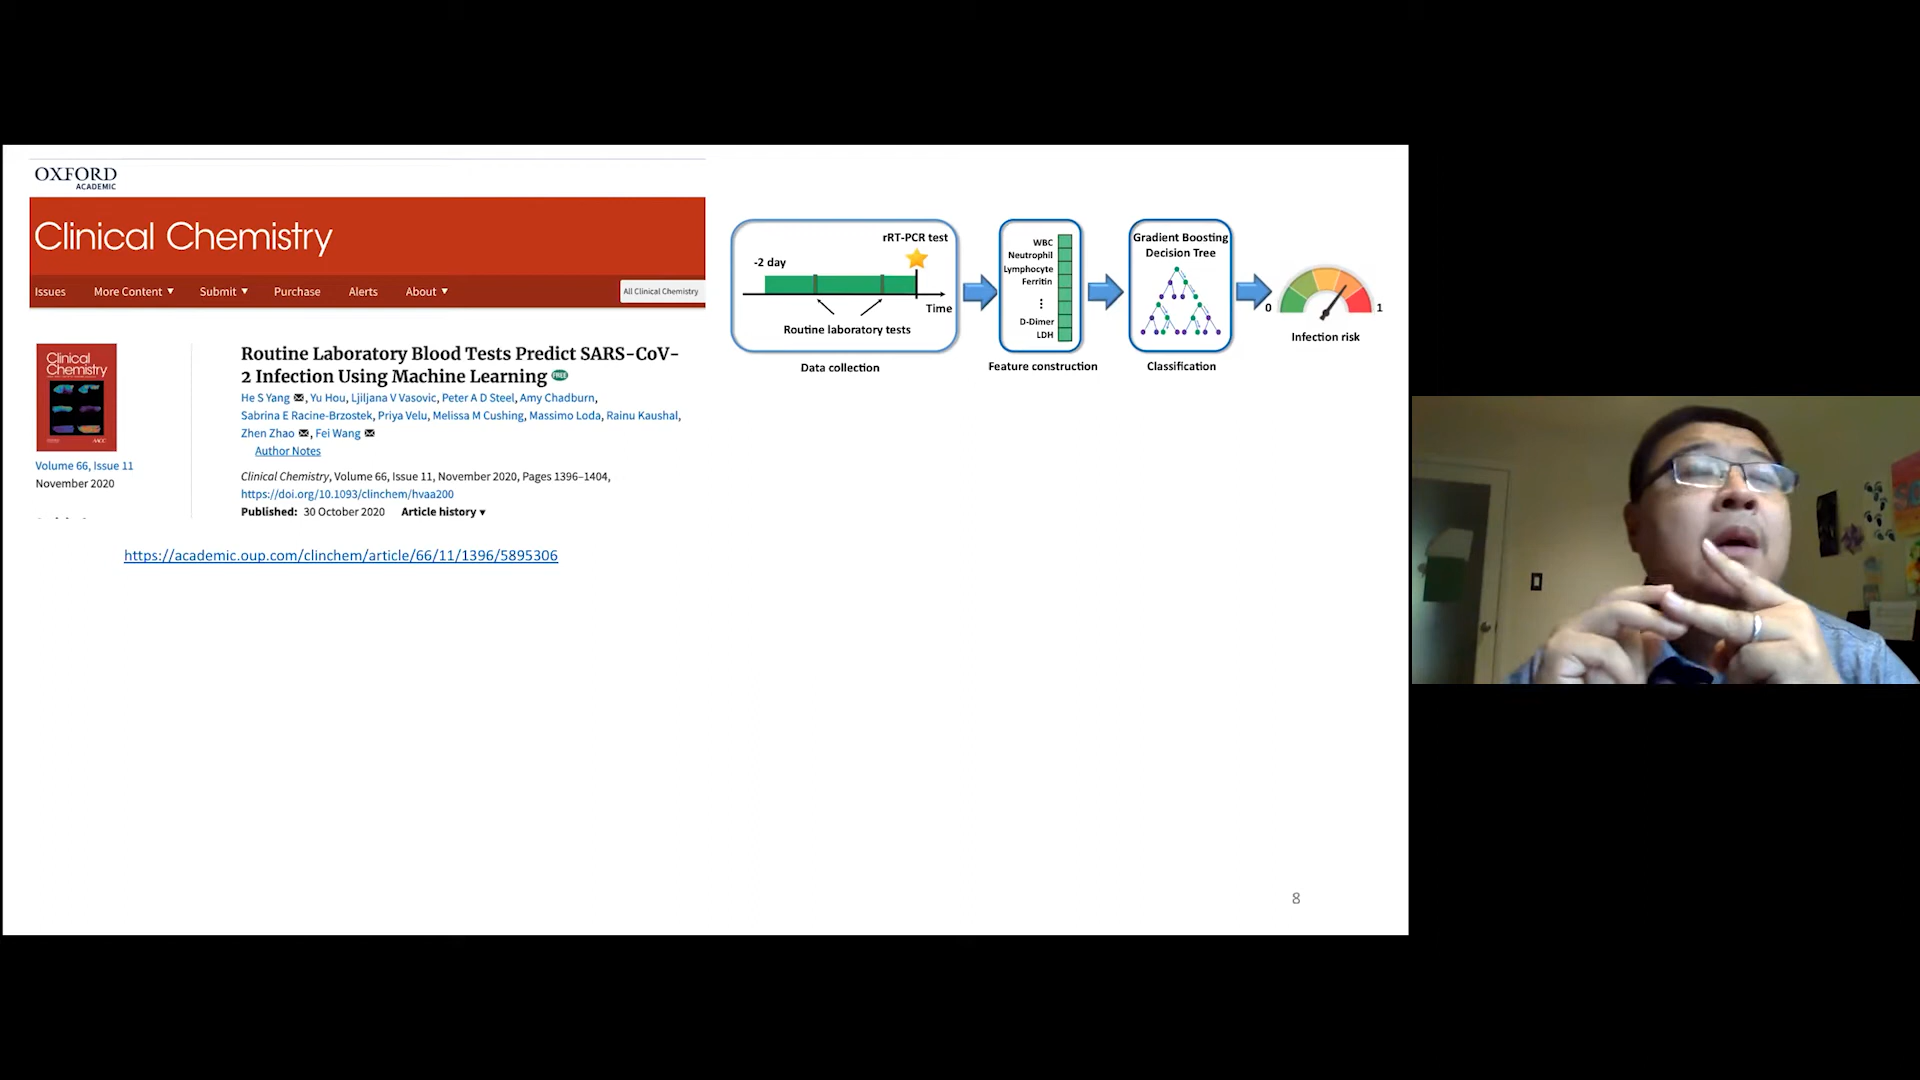 OXFORD
ACADEMIC
Clinical Chemistry
Issues More Content ▼ Submit ▼ Purchase Alerts About ▼ All Clinical Chemistry
Clinical
Chemistry
AACC
Volume 66, Issue 11
November 2020
Routine Laboratory Blood Tests Predict SARS-CoV-
2 Infection Using Machine Learning FREE
He S Yang ✉, Yu Hou, Ljiljana V Vasovic, Peter A D Steel, Amy Chadburn,
Sabrina E Racine-Brzostek, Priya Velu, Melissa M Cushing, Massimo Loda, Rainu Kaushal,
Zhen Zhao ✉, Fei Wang ✉
Author Notes
Clinical Chemistry, Volume 66, Issue 11, November 2020, Pages 1396–1404,
https://doi.org/10.1093/clinchem/hvaa200
Published: 30 October 2020 Article history ▼
https://academic.oup.com/clinchem/article/66/11/1396/5895306
rRT-PCR test
-2 day
Time
Routine laboratory tests
Data collection
WBC
Neutrophil
Lymphocyte
Ferritin
⋮
D-Dimer
LDH
Feature construction
Gradient Boosting
Decision Tree
Classification
0 1
Infection risk
8